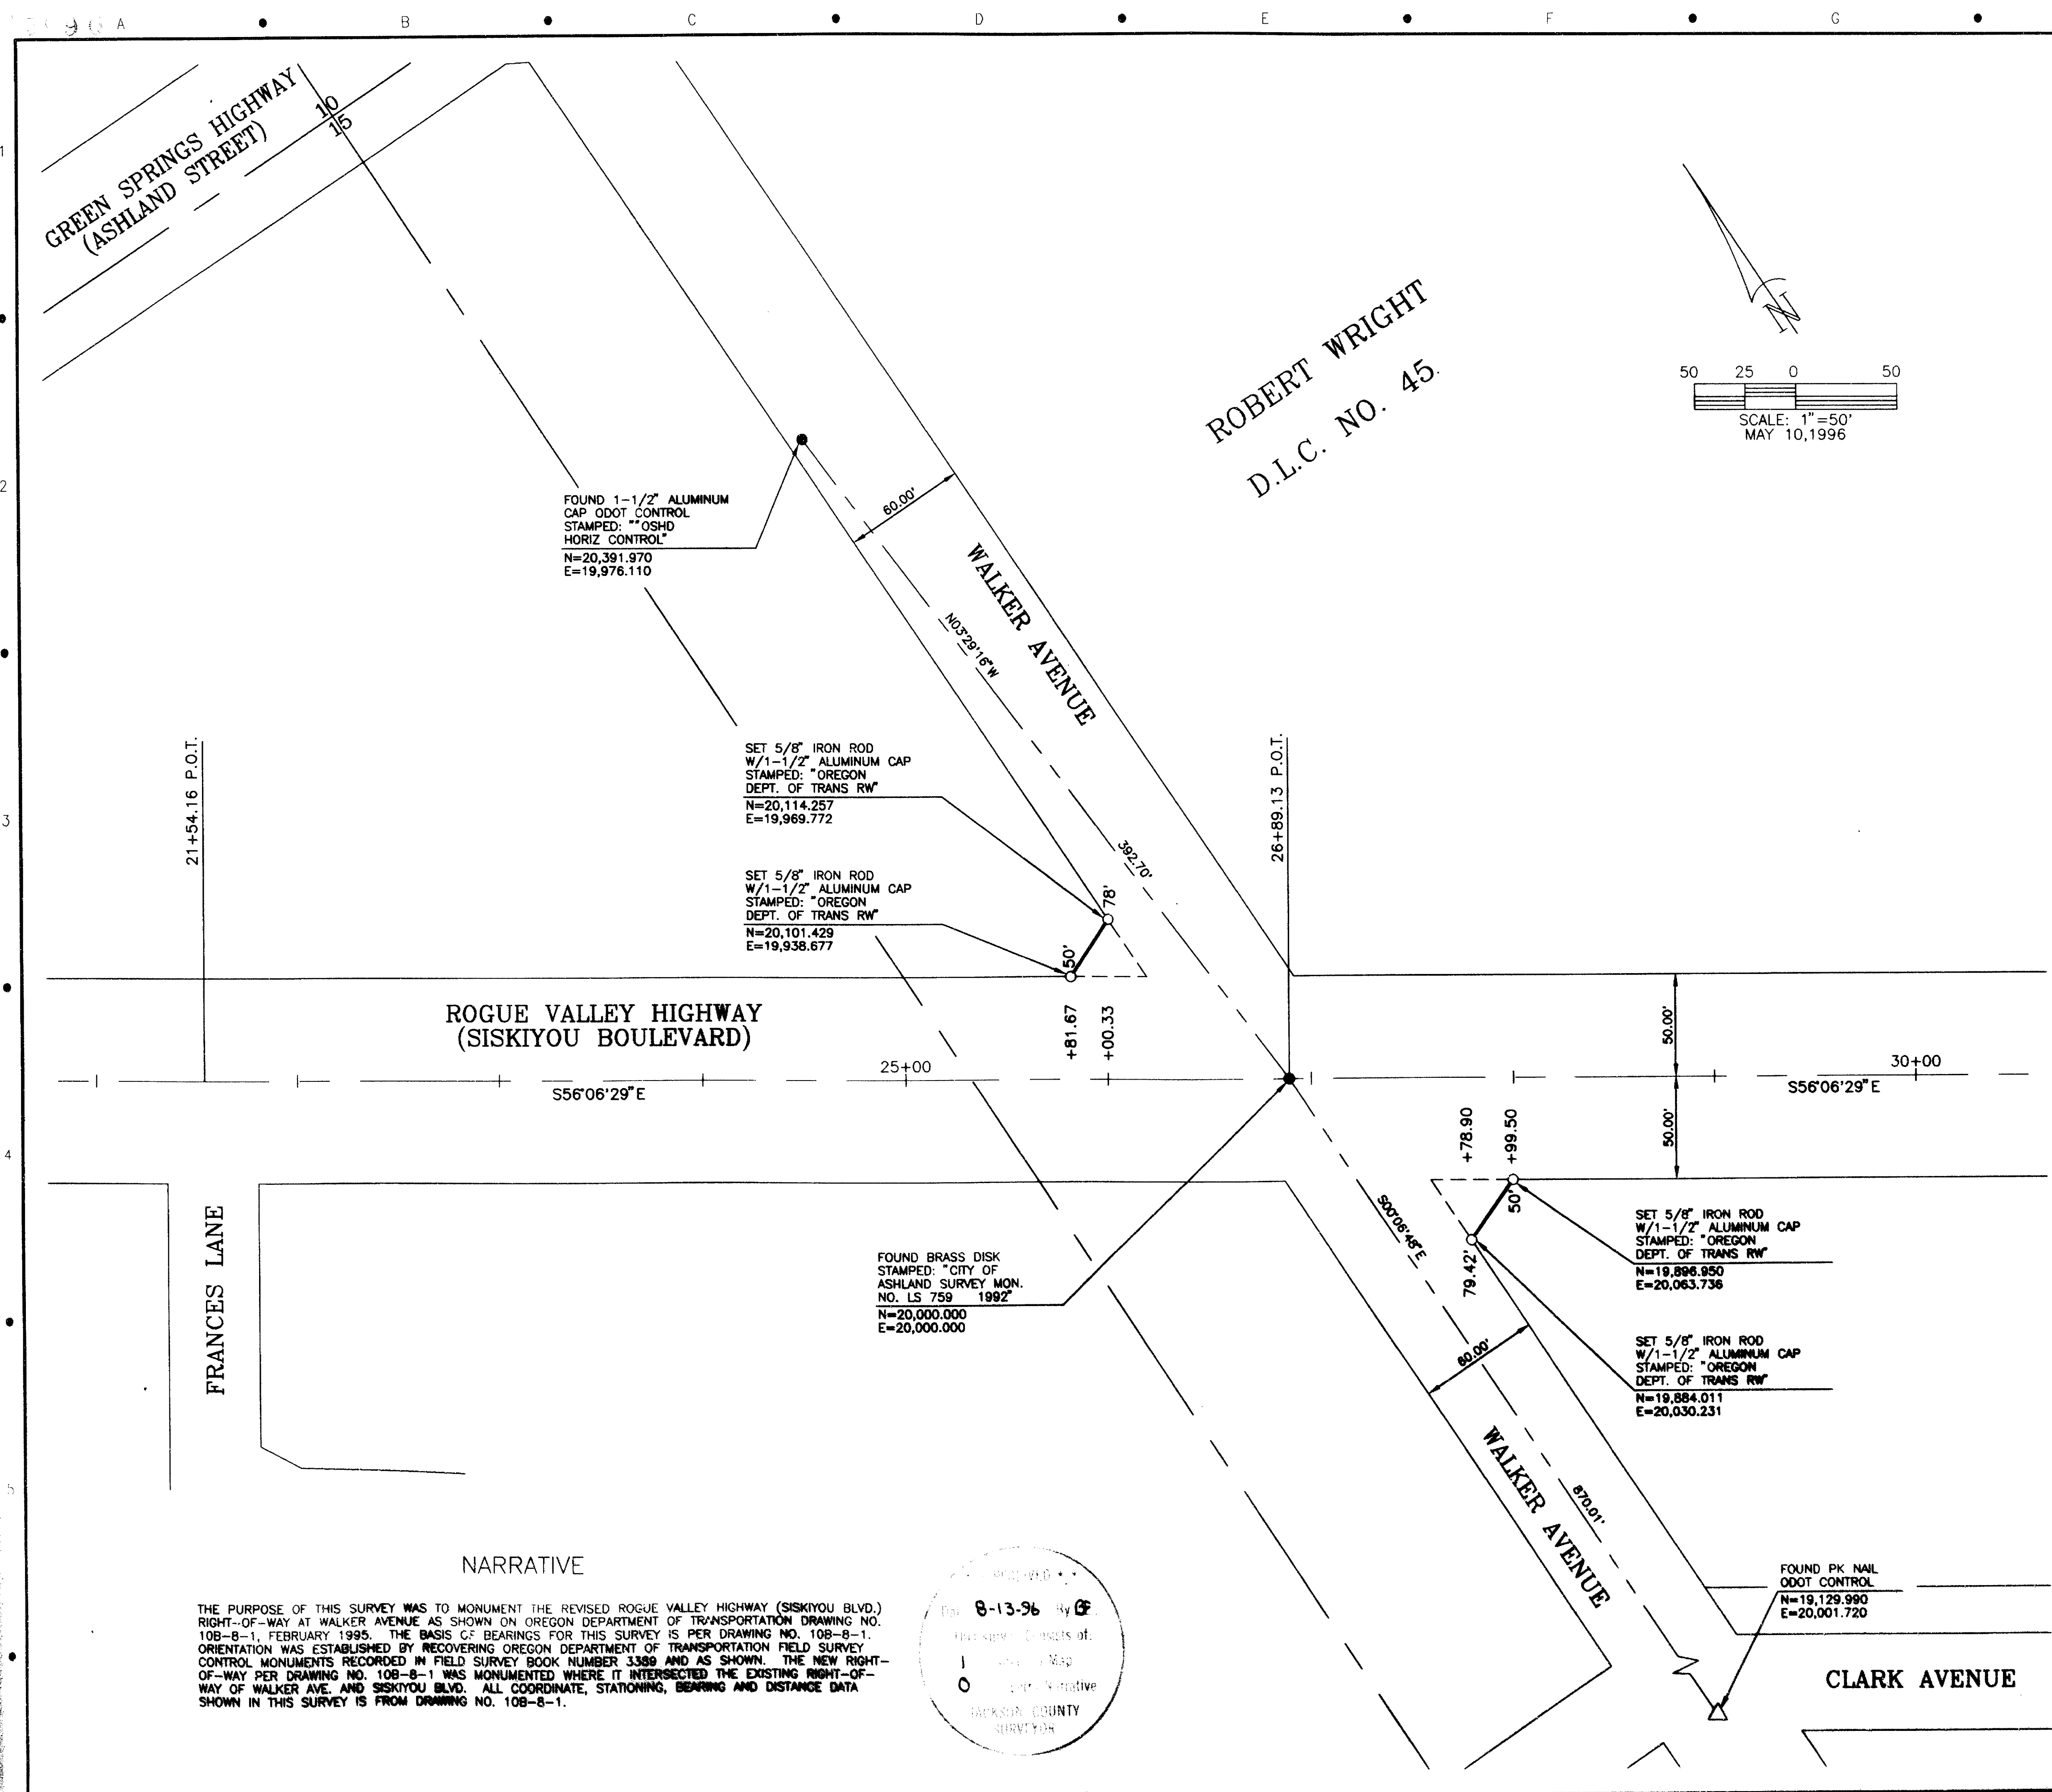 A B C D E F G
1
2
3
4
5
GREEN SPRINGS HIGHWAY
(ASHLAND STREET)
10
15
ROBERT WRIGHT
D.L.C. NO. 45
N
50 25 0 50
SCALE: 1"=50'
MAY 10,1996
FOUND 1-1/2" ALUMINUM
CAP ODOT CONTROL
STAMPED: ""OSHD
HORIZ CONTROL"
N=20,391.970
E=19,976.110
60.00'
WALKER AVENUE
N03°29'16"W
392.70'
21+54.16 P.O.T.
26+89.13 P.O.T.
SET 5/8" IRON ROD
W/1-1/2" ALUMINUM CAP
STAMPED: "OREGON
DEPT. OF TRANS RW"
N=20,114.257
E=19,969.772
SET 5/8" IRON ROD
W/1-1/2" ALUMINUM CAP
STAMPED: "OREGON
DEPT. OF TRANS RW"
N=20,101.429
E=19,938.677
78'
50'
+81.67
+00.33
ROGUE VALLEY HIGHWAY
(SISKIYOU BOULEVARD)
25+00
30+00
S56°06'29"E
S56°06'29"E
50.00'
50.00'
+78.90
+99.50
50'
79.42'
S00°06'48"E
FRANCES LANE
FOUND BRASS DISK
STAMPED: "CITY OF
ASHLAND SURVEY MON.
NO. LS 759 1992"
N=20,000.000
E=20,000.000
SET 5/8" IRON ROD
W/1-1/2" ALUMINUM CAP
STAMPED: "OREGON
DEPT. OF TRANS RW"
N=19,896.950
E=20,063.736
SET 5/8" IRON ROD
W/1-1/2" ALUMINUM CAP
STAMPED: "OREGON
DEPT. OF TRANS RW"
N=19,884.011
E=20,030.231
60.00'
WALKER AVENUE
870.01'
FOUND PK NAIL
ODOT CONTROL
N=19,129.990
E=20,001.720
CLARK AVENUE
NARRATIVE
THE PURPOSE OF THIS SURVEY WAS TO MONUMENT THE REVISED ROGUE VALLEY HIGHWAY (SISKIYOU BLVD.)
RIGHT-OF-WAY AT WALKER AVENUE AS SHOWN ON OREGON DEPARTMENT OF TRANSPORTATION DRAWING NO.
10B-8-1, FEBRUARY 1995. THE BASIS OF BEARINGS FOR THIS SURVEY IS PER DRAWING NO. 10B-8-1.
ORIENTATION WAS ESTABLISHED BY RECOVERING OREGON DEPARTMENT OF TRANSPORTATION FIELD SURVEY
CONTROL MONUMENTS RECORDED IN FIELD SURVEY BOOK NUMBER 3389 AND AS SHOWN. THE NEW RIGHT-
OF-WAY PER DRAWING NO. 10B-8-1 WAS MONUMENTED WHERE IT INTERSECTED THE EXISTING RIGHT-OF-
WAY OF WALKER AVE. AND SISKIYOU BLVD. ALL COORDINATE, STATIONING, BEARING AND DISTANCE DATA
SHOWN IN THIS SURVEY IS FROM DRAWING NO. 10B-8-1.
8-13-96 By
1 Map
0 Narrative
JACKSON COUNTY
SURVEYOR